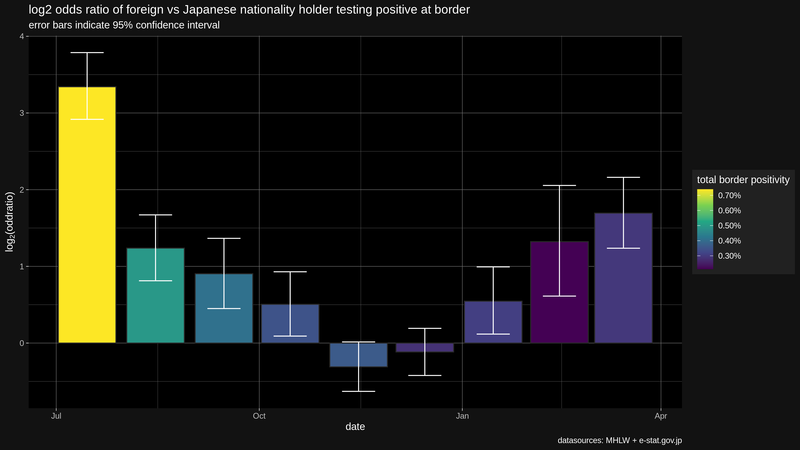 log2 odds ratio of foreign vs Japanese nationality holder testing positive at border
error bars indicate 95% confidence interval
4
3
2
1
0
log2(oddratio)
Jul
Oct
Jan
Apr
date
total border positivity
0.70%
0.60%
0.50%
0.40%
0.30%
datasources: MHLW + e-stat.gov.jp